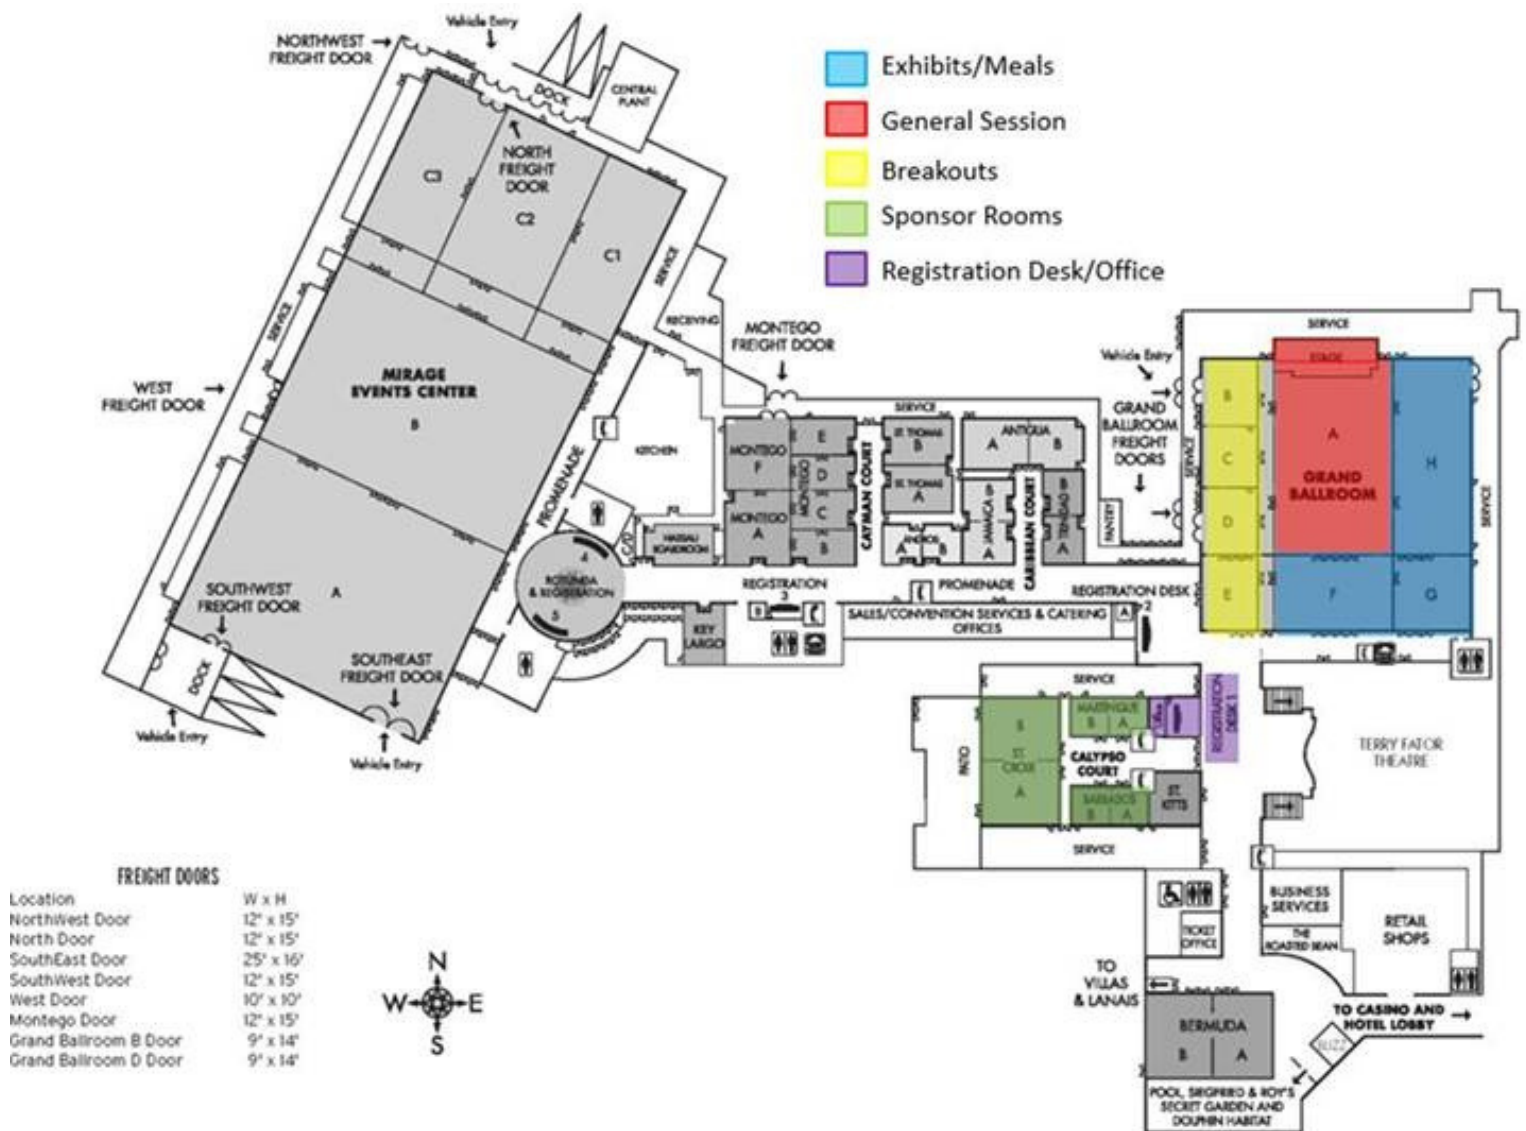 Vehicle Entry
NORTHWEST
FREIGHT DOOR
DOCK
CENTRAL
PLANT
NORTH
FREIGHT
DOOR
C3
C2
C1
SERVICE
RECEIVING
SERVICE
WEST
FREIGHT DOOR
MIRAGE
EVENTS CENTER
B
PROMENADE
KITCHEN
A
SOUTHWEST
FREIGHT DOOR
SOUTHEAST
FREIGHT DOOR
DOCK
Vehicle Entry
Vehicle Entry
Exhibits/Meals
General Session
Breakouts
Sponsor Rooms
Registration Desk/Office
MONTEGO
FREIGHT DOOR
SERVICE
MONTEGO
F
MONTEGO
A
MONTEGO
E
D
C
B
CAYMAN COURT
ST. THOMAS
B
ST. THOMAS
A
ANTIGUA
A B
ANDROS
A B
JAMAICA B
A
CARIBBEAN COURT
B
TRINIDAD
A
PANTRY
C/O
BOARDROOM
4
ROTUNDA
& REGISTRATION
5
REGISTRATION
3
PROMENADE
REGISTRATION DESK 2
2
KEY
LARGO
B
SALES/CONVENTION SERVICES & CATERING
OFFICES
A
Vehicle Entry
GRAND
BALLROOM
FREIGHT
DOORS
SERVICE
SERVICE
STAGE
B
C
D
E
A
GRAND
BALLROOM
H
F
G
SERVICE
SERVICE
PATIO
B
ST.
CROIX
A
MARTINIQUE
B A
CALYPSO
COURT
BARBADOS
B A
ST.
KITTS
REGISTRATION
DESK 1
SERVICE
TERRY FATOR
THEATRE
TICKET
OFFICE
BUSINESS
SERVICES
THE
ROASTED BEAN
RETAIL
SHOPS
TO
VILLAS
& LANAIS
BERMUDA
B A
TO CASINO AND
HOTEL LOBBY
BUZZ
POOL, SIEGFRIED & ROY'S
SECRET GARDEN AND
DOLPHIN HABITAT
FREIGHT DOORS
Location W x H
NorthWest Door 12' x 15'
North Door 12' x 15'
SouthEast Door 25' x 16'
SouthWest Door 12' x 15'
West Door 10' x 10'
Montego Door 12' x 15'
Grand Ballroom B Door 9' x 14'
Grand Ballroom D Door 9' x 14'
N
W E
S